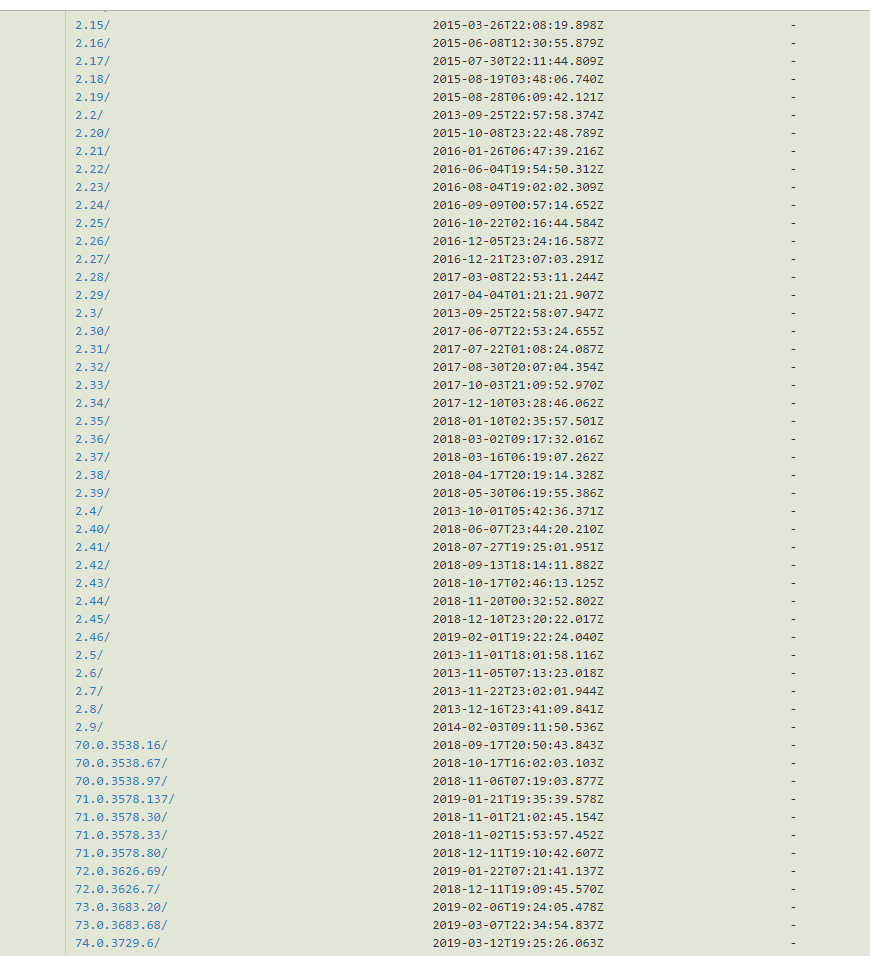 2.15/ 2015-03-26T22:08:19.898Z -
2.16/ 2015-06-08T12:30:55.879Z -
2.17/ 2015-07-30T22:11:44.809Z -
2.18/ 2015-08-19T03:48:06.740Z -
2.19/ 2015-08-28T06:09:42.121Z -
2.2/ 2013-09-25T22:57:58.374Z -
2.20/ 2015-10-08T23:22:48.789Z -
2.21/ 2016-01-26T06:47:39.216Z -
2.22/ 2016-06-04T19:54:50.312Z -
2.23/ 2016-08-04T19:02:02.309Z -
2.24/ 2016-09-09T00:57:14.652Z -
2.25/ 2016-10-22T02:16:44.584Z -
2.26/ 2016-12-05T23:24:16.587Z -
2.27/ 2016-12-21T23:07:03.291Z -
2.28/ 2017-03-08T22:53:11.244Z -
2.29/ 2017-04-04T01:21:21.907Z -
2.3/ 2013-09-25T22:58:07.947Z -
2.30/ 2017-06-07T22:53:24.655Z -
2.31/ 2017-07-22T01:08:24.087Z -
2.32/ 2017-08-30T20:07:04.354Z -
2.33/ 2017-10-03T21:09:52.970Z -
2.34/ 2017-12-10T03:28:46.062Z -
2.35/ 2018-01-10T02:35:57.501Z -
2.36/ 2018-03-02T09:17:32.016Z -
2.37/ 2018-03-16T06:19:07.262Z -
2.38/ 2018-04-17T20:19:14.328Z -
2.39/ 2018-05-30T06:19:55.386Z -
2.4/ 2013-10-01T05:42:36.371Z -
2.40/ 2018-06-07T23:44:20.210Z -
2.41/ 2018-07-27T19:25:01.951Z -
2.42/ 2018-09-13T18:14:11.882Z -
2.43/ 2018-10-17T02:46:13.125Z -
2.44/ 2018-11-20T00:32:52.802Z -
2.45/ 2018-12-10T23:20:22.017Z -
2.46/ 2019-02-01T19:22:24.040Z -
2.5/ 2013-11-01T18:01:58.116Z -
2.6/ 2013-11-05T07:13:23.018Z -
2.7/ 2013-11-22T23:02:01.944Z -
2.8/ 2013-12-16T23:41:09.841Z -
2.9/ 2014-02-03T09:11:50.536Z -
70.0.3538.16/ 2018-09-17T20:50:43.843Z -
70.0.3538.67/ 2018-10-17T16:02:03.103Z -
70.0.3538.97/ 2018-11-06T07:19:03.877Z -
71.0.3578.137/ 2019-01-21T19:35:39.578Z -
71.0.3578.30/ 2018-11-01T21:02:45.154Z -
71.0.3578.33/ 2018-11-02T15:53:57.452Z -
71.0.3578.80/ 2018-12-11T19:10:42.607Z -
72.0.3626.69/ 2019-01-22T07:21:41.137Z -
72.0.3626.7/ 2018-12-11T19:09:45.570Z -
73.0.3683.20/ 2019-02-06T19:24:05.478Z -
73.0.3683.68/ 2019-03-07T22:34:54.837Z -
74.0.3729.6/ 2019-03-12T19:25:26.063Z -